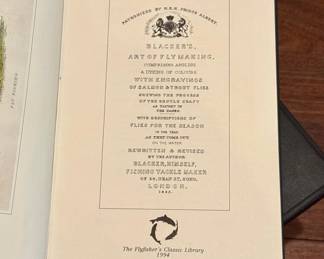 PATRONISED BY H.R.H. PRINCE ALBERT.
BLACKER'S,
ART OF FLY MAKING,
COMPRISING ANGLING
& DYEING OF COLOURS
WITH ENGRAVINGS
OF SALMON & TROUT FLIES
SHEWING THE PROCESS
OF THE GENTLE CRAFT
AS TAUGHT IN
THE PAGES.
WITH DESCRIPTIONS OF
FLIES FOR THE SEASON
OF THE YEAR
AS THEY COME OUT
ON THE WATER.
REWRITTEN & REVISED
BY THE AUTHOR
BLACKER, HIMSELF,
FISHING TACKLE MAKER
OF 54, DEAN ST, SOHO,
LONDON,
1855.
The Flyfisher's Classic Library
1994